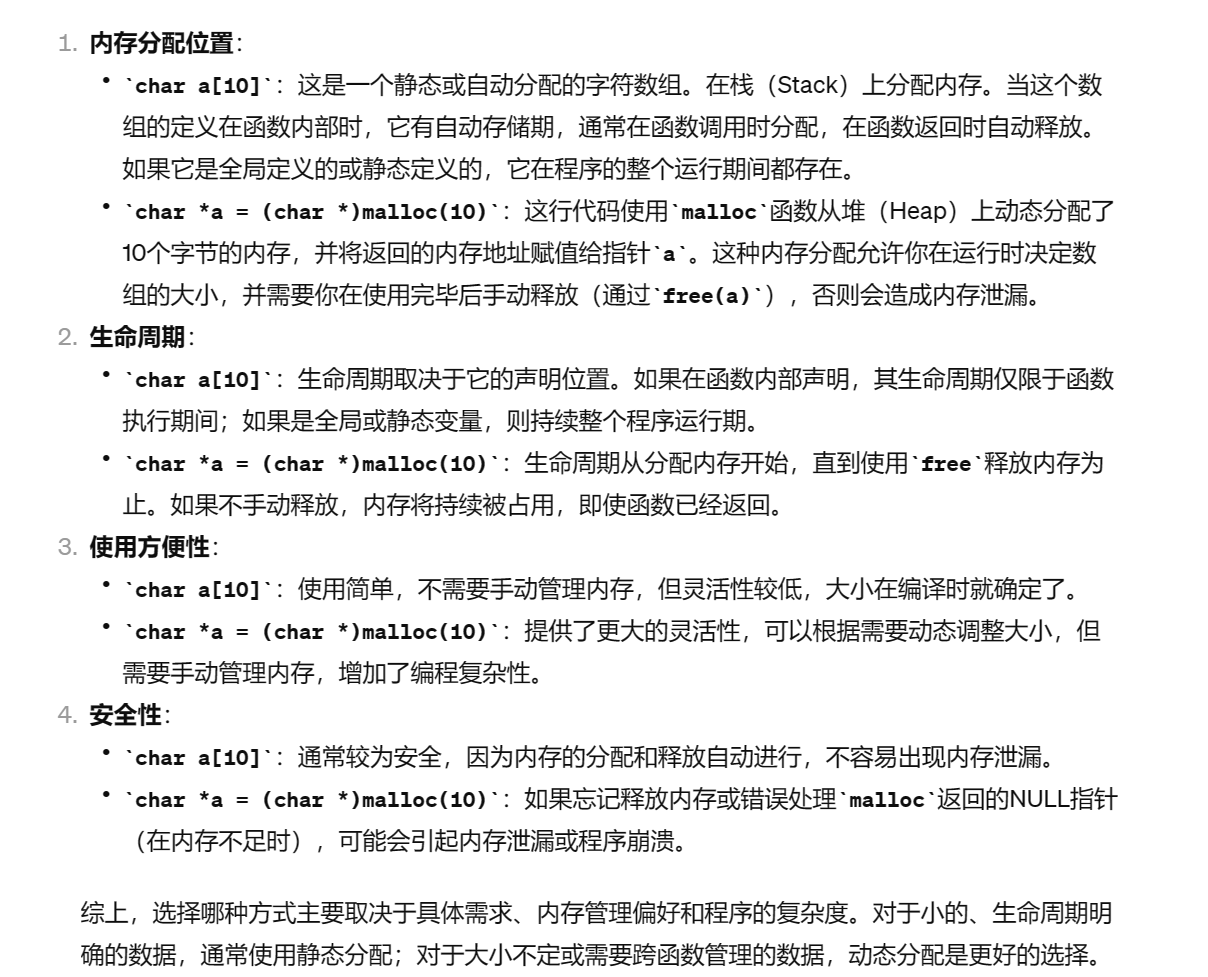 1. 内存分配位置：
• `char a[10]`：这是一个静态或自动分配的字符数组。在栈（Stack）上分配内存。当这个数
组的定义在函数内部时，它有自动存储期，通常在函数调用时分配，在函数返回时自动释放。
如果它是全局定义的或静态定义的，它在程序的整个运行期间都存在。
• `char *a = (char *)malloc(10)`：这行代码使用`malloc`函数从堆（Heap）上动态分配了
10个字节的内存，并将返回的内存地址赋值给指针`a`。这种内存分配允许你在运行时决定数
组的大小，并需要你在使用完毕后手动释放（通过`free(a)`），否则会造成内存泄漏。
2. 生命周期：
• `char a[10]`：生命周期取决于它的声明位置。如果在函数内部声明，其生命周期仅限于函数
执行期间；如果是全局或静态变量，则持续整个程序运行期。
• `char *a = (char *)malloc(10)`：生命周期从分配内存开始，直到使用`free`释放内存为
止。如果不手动释放，内存将持续被占用，即使函数已经返回。
3. 使用方便性：
• `char a[10]`：使用简单，不需要手动管理内存，但灵活性较低，大小在编译时就确定了。
• `char *a = (char *)malloc(10)`：提供了更大的灵活性，可以根据需要动态调整大小，但
需要手动管理内存，增加了编程复杂性。
4. 安全性：
• `char a[10]`：通常较为安全，因为内存的分配和释放自动进行，不容易出现内存泄漏。
• `char *a = (char *)malloc(10)`：如果忘记释放内存或错误处理`malloc`返回的NULL指针
（在内存不足时），可能会引起内存泄漏或程序崩溃。
综上，选择哪种方式主要取决于具体需求、内存管理偏好和程序的复杂度。对于小的、生命周期明
确的数据，通常使用静态分配；对于大小不定或需要跨函数管理的数据，动态分配是更好的选择。